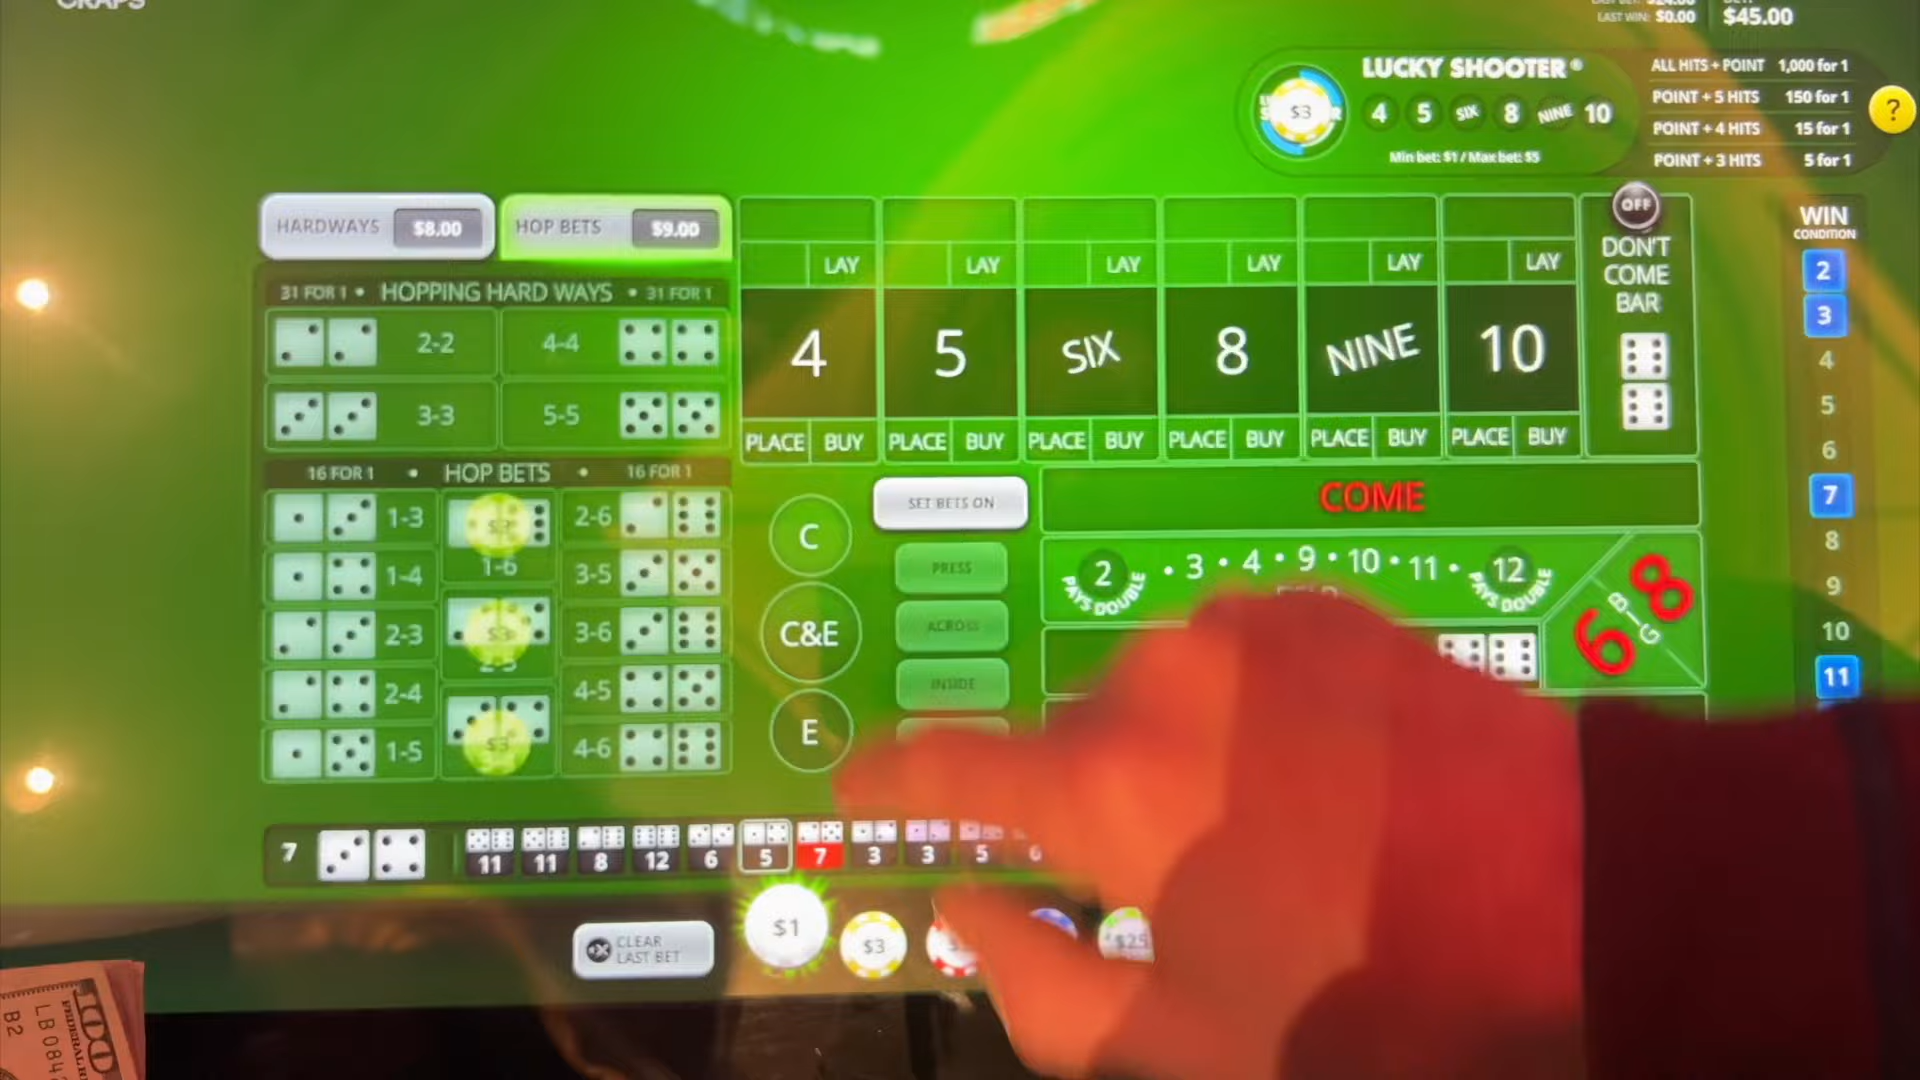 CRAPS
LAST WIN: $0.00
$45.00
LUCKY SHOOTER®
$3
4 5 SIX 8 NINE 10
Min bet: $1 / Max bet: $5
ALL HITS + POINT 1,000 for 1
POINT + 5 HITS 150 for 1
POINT + 4 HITS 15 for 1
POINT + 3 HITS 5 for 1
?
HARDWAYS $8.00
HOP BETS $9.00
31 FOR 1 • HOPPING HARD WAYS • 31 FOR 1
2-2 4-4
3-3 5-5
16 FOR 1 • HOP BETS • 16 FOR 1
1-3 2-6
1-6
1-4 3-5
2-3 3-6
2-4 4-5
1-5 4-6
$3
$3
LAY LAY LAY LAY LAY LAY
4 5 SIX 8 NINE 10
PLACE BUY PLACE BUY PLACE BUY PLACE BUY PLACE BUY PLACE BUY
OFF
DON'T
COME
BAR
WIN
CONDITION
2
3
4
5
6
7
8
9
10
11
C
C&E
E
SET BETS ON
PRESS
ACROSS
INSIDE
COME
2 • 3 • 4 • 9 • 10 • 11 • 12
PAYS DOUBLE PAYS DOUBLE
BIG
6 8
7 11 11 8 12 6 5 7 3 3 5 6
CLEAR
LAST BET
$1 $3 $25
100
FEDERAL
LB084
B2